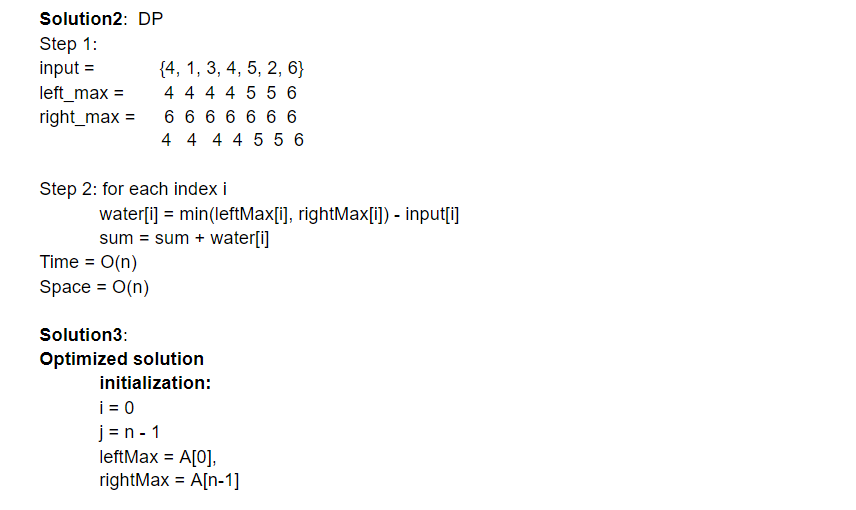 Solution2: DP
Step 1:
input = {4, 1, 3, 4, 5, 2, 6}
left_max = 4 4 4 4 5 5 6
right_max = 6 6 6 6 6 6 6
4 4 4 4 5 5 6
Step 2: for each index i
water[i] = min(leftMax[i], rightMax[i]) - input[i]
sum = sum + water[i]
Time = O(n)
Space = O(n)
Solution3:
Optimized solution
initialization:
i = 0
j = n - 1
leftMax = A[0],
rightMax = A[n-1]